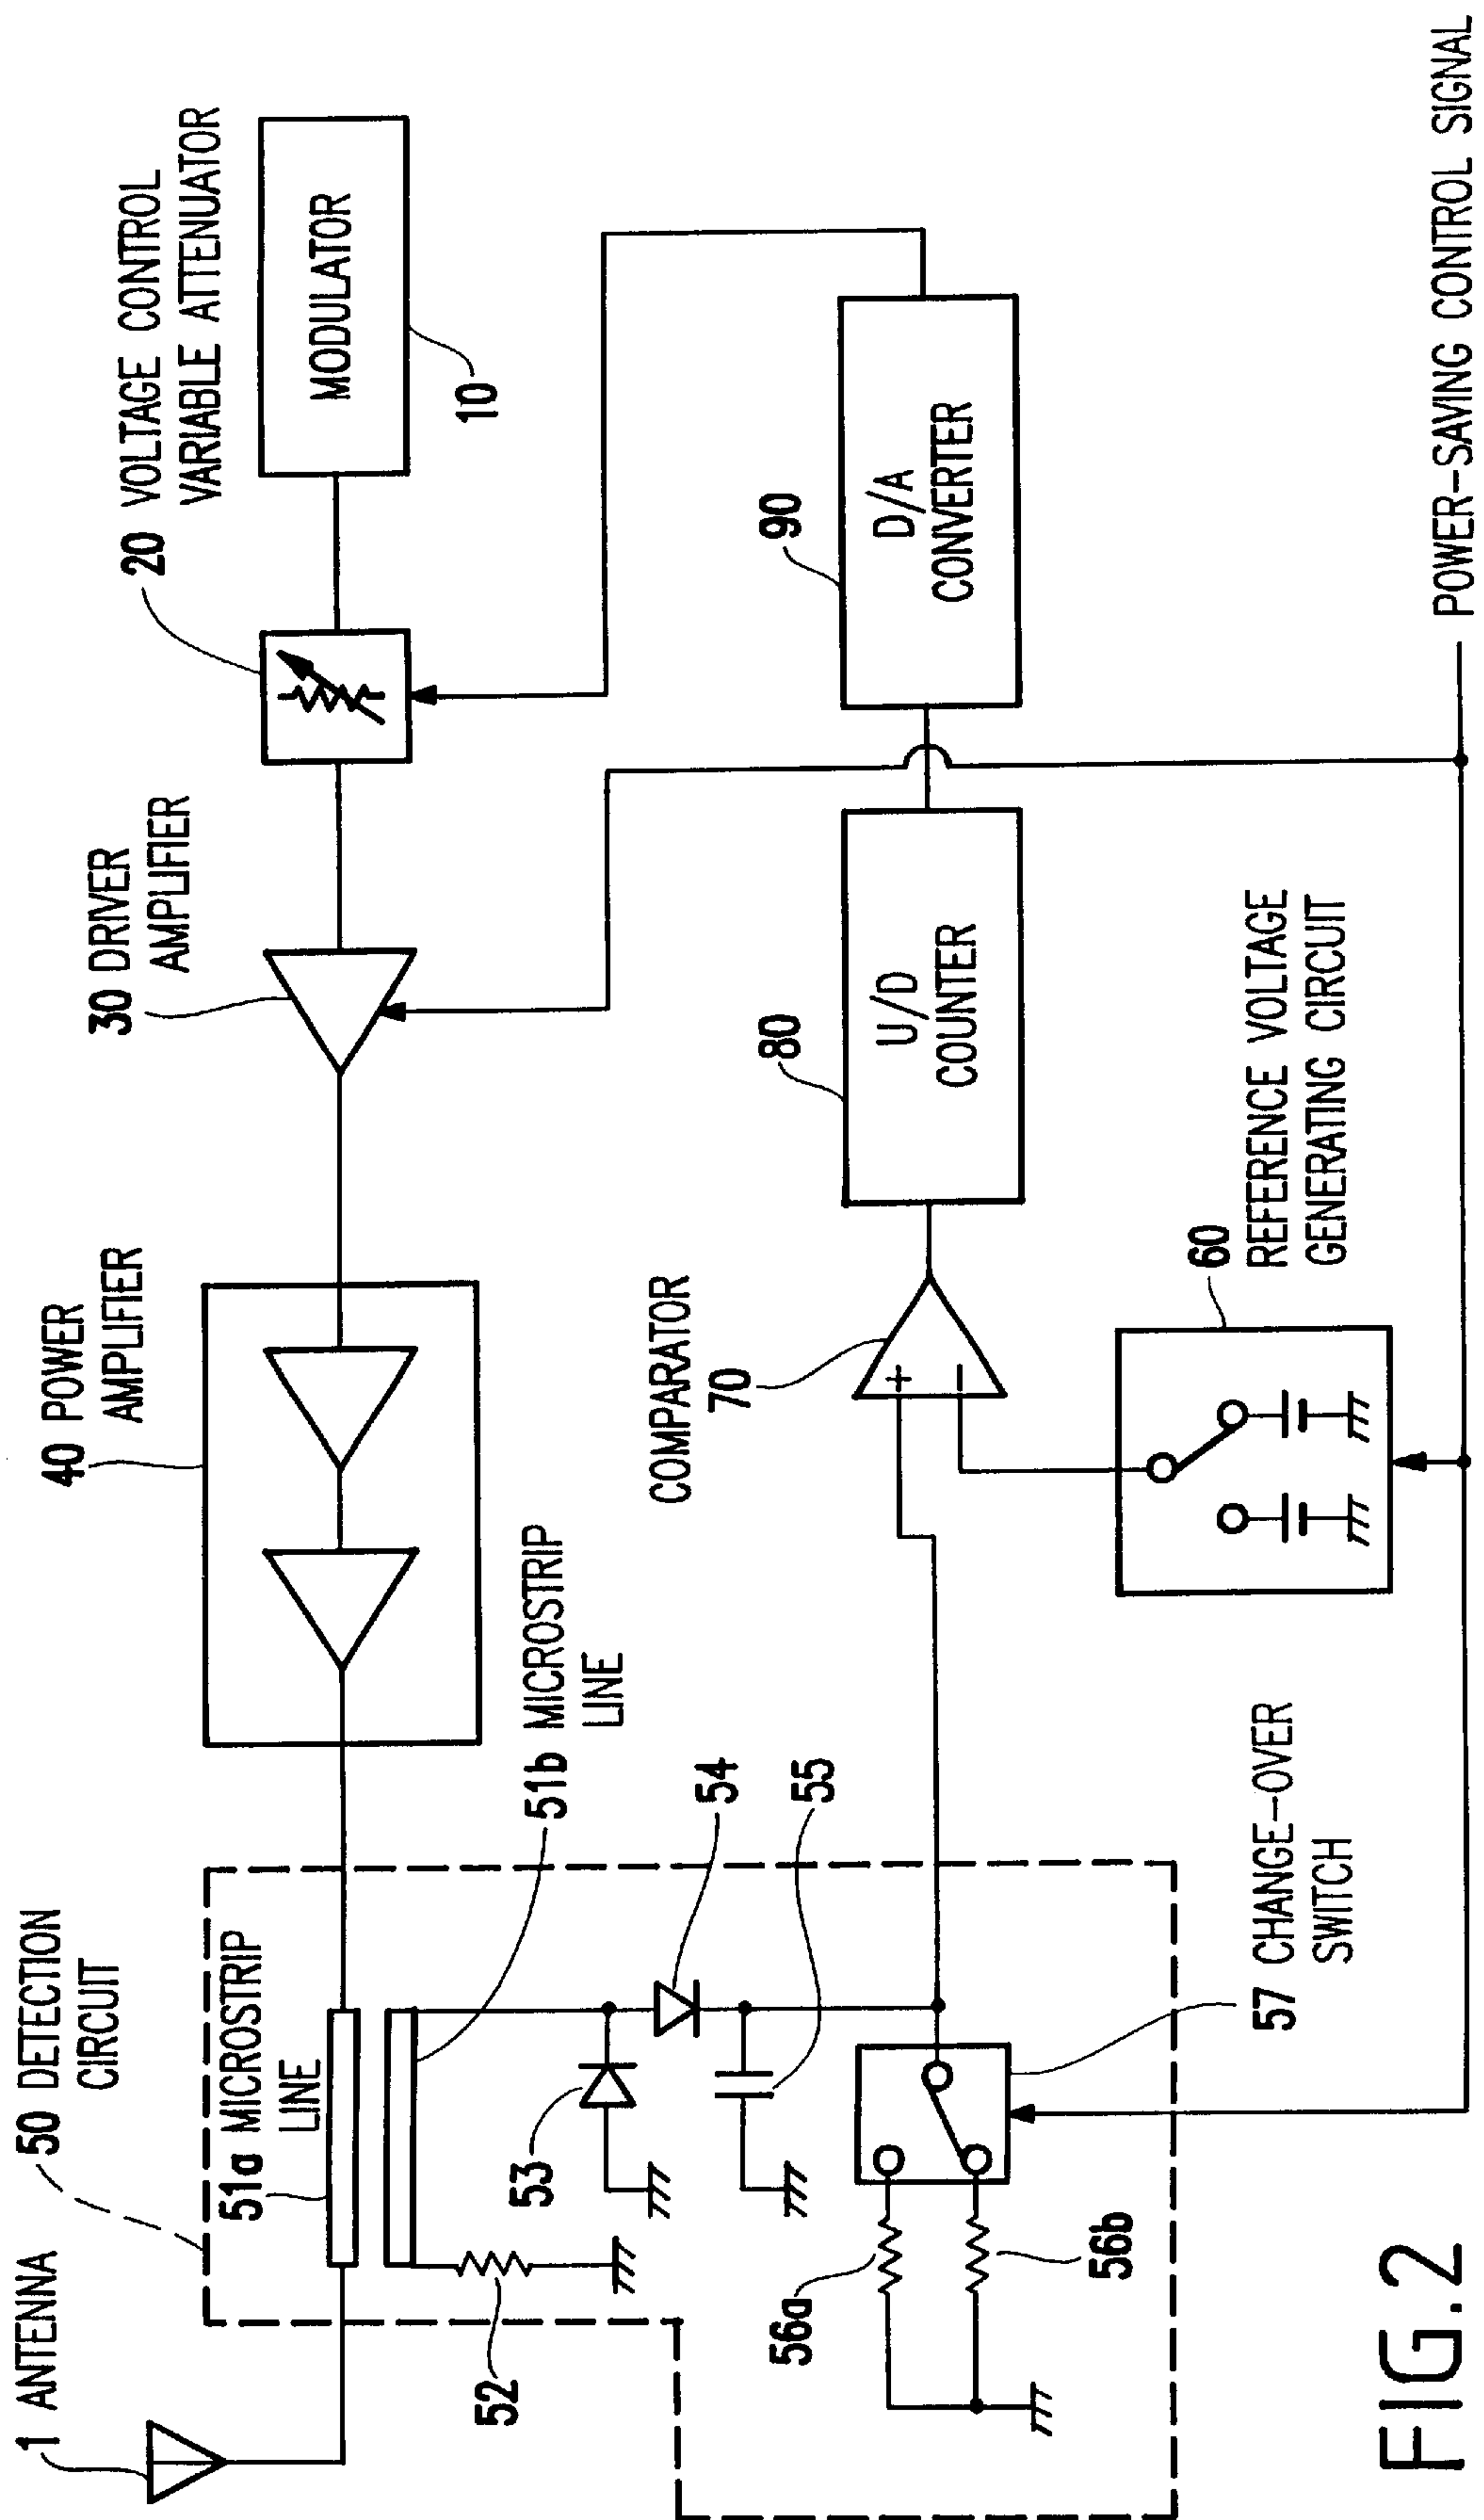 1 ANTENNA
50 DETECTION
CIRCUIT
40 POWER
AMPLIFIER
30 DRIVER
AMPLIFIER
20 VOLTAGE CONTROL
VARIABLE ATTENUATOR
51a MICROSTRIP
LINE
MODULATOR
10
52
53
51b MICROSTRIP
LINE
54
55
COMPARATOR
70
+
−
80
U/D
COUNTER
90
D/A
CONVERTER
56a
56b
57 CHANGE-OVER
SWITCH
60
REFERENCE VOLTAGE
GENERATING CIRCUIT
POWER-SAVING CONTROL SIGNAL
FIG.2